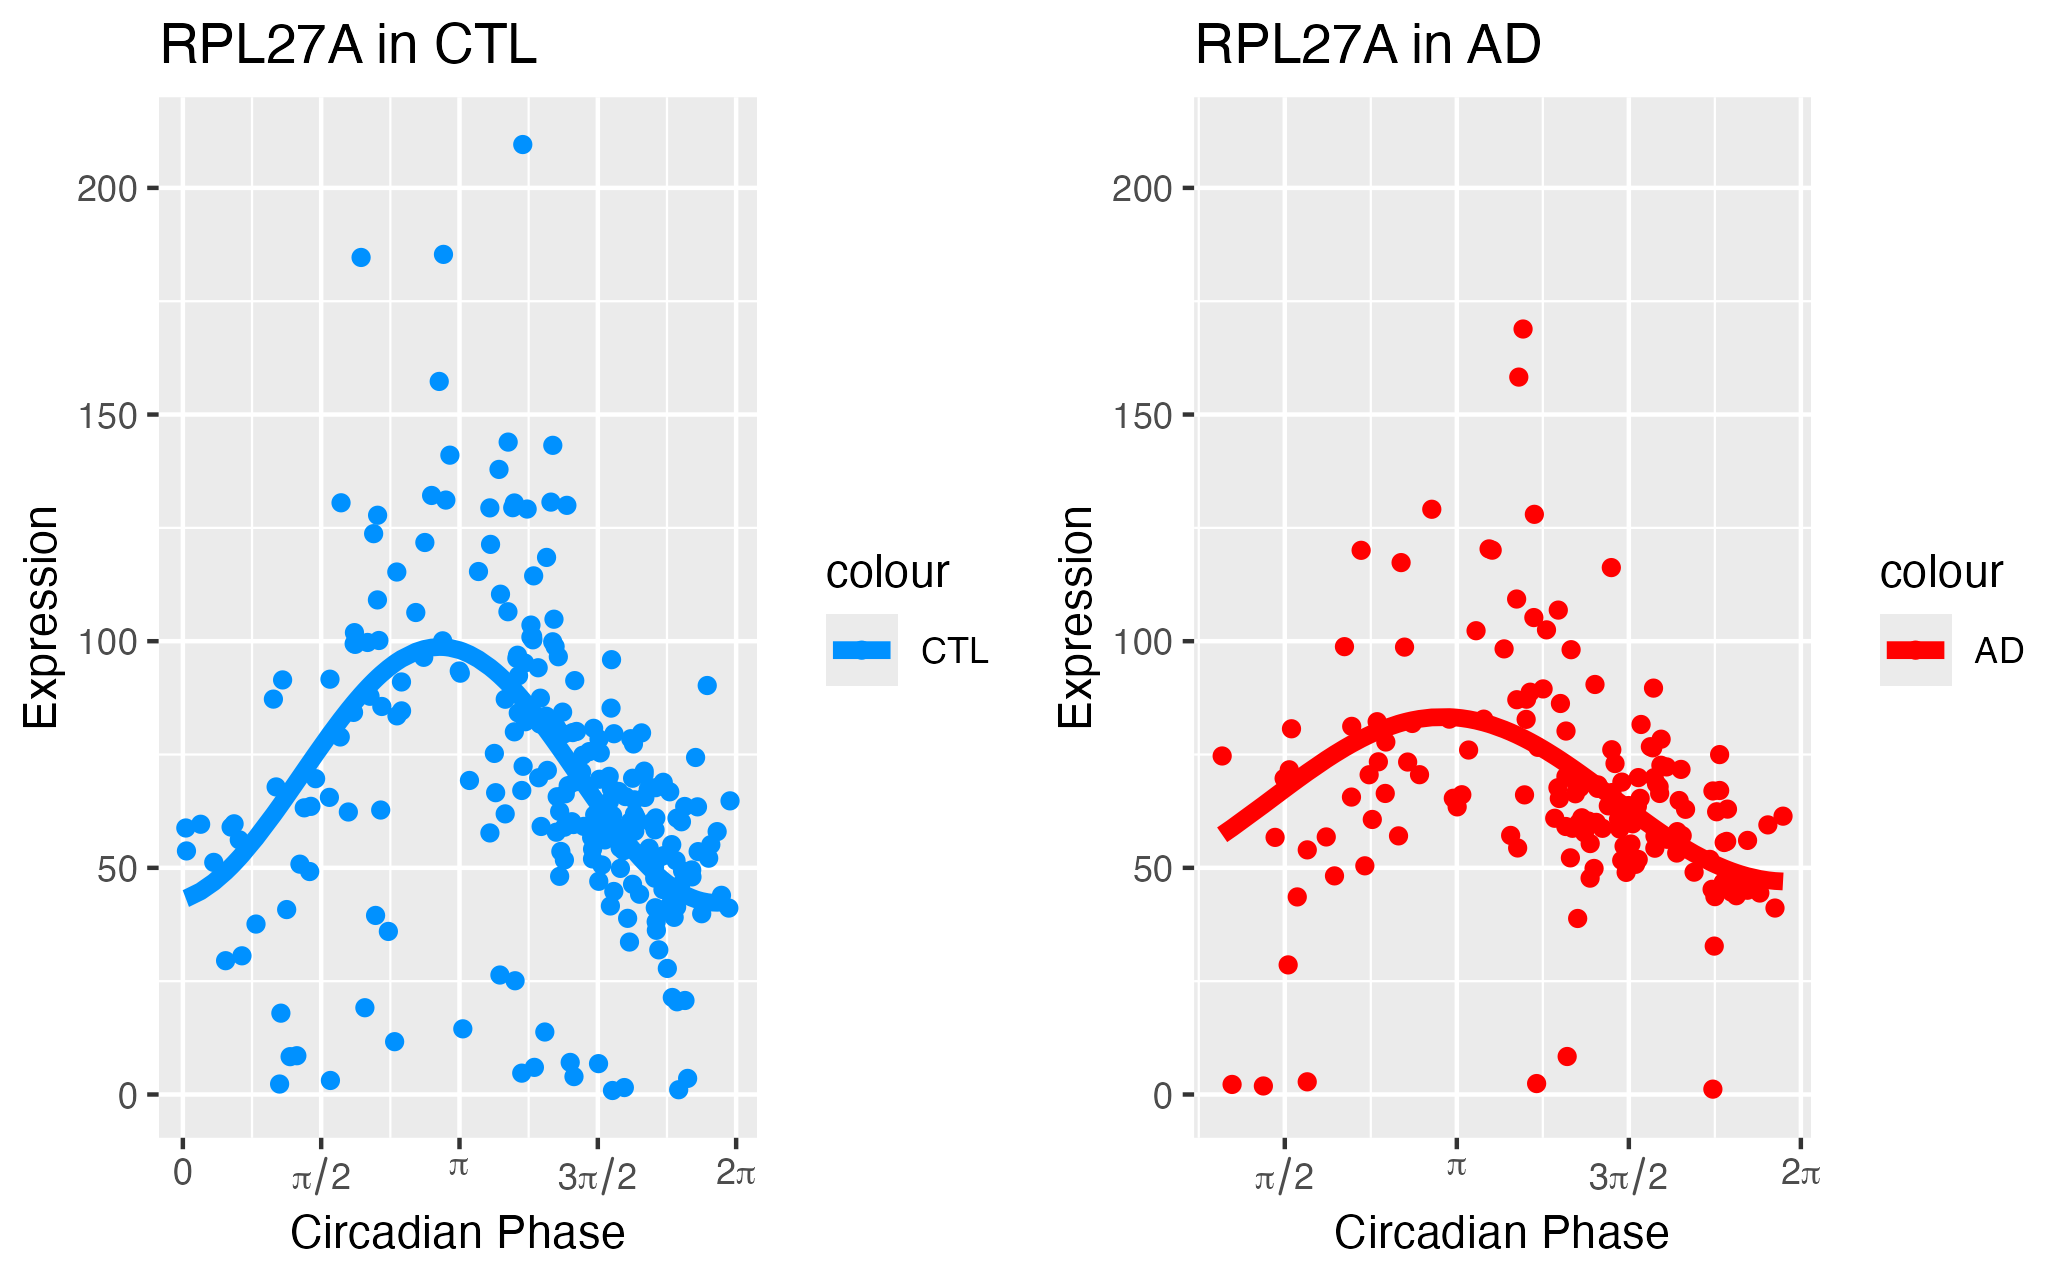 RPL27A in CTL
Expression
200
150
100
50
0
0 π/2 π 3π/2 2π
Circadian Phase
colour
CTL
RPL27A in AD
Expression
200
150
100
50
0
π/2 π 3π/2 2π
Circadian Phase
colour
AD